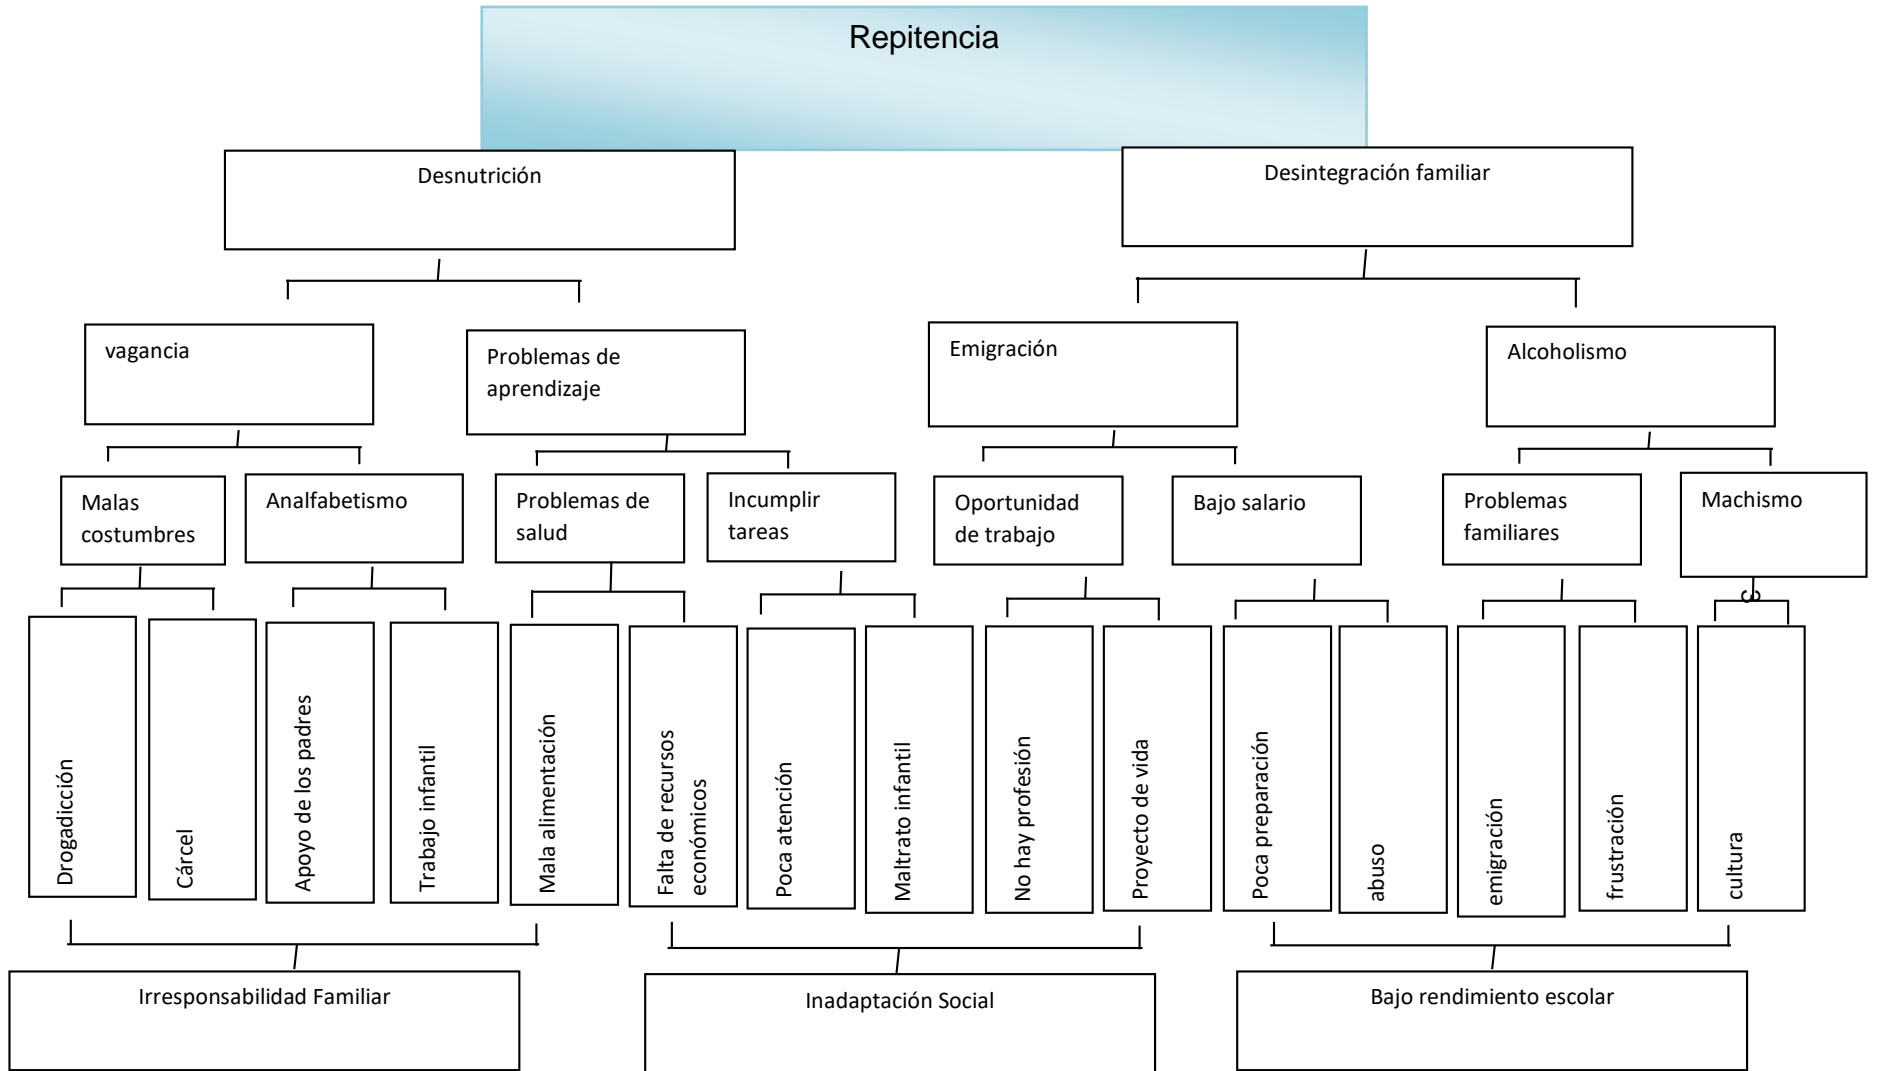 Repitencia
Desnutrición
Desintegración familiar
vagancia
Problemas de
aprendizaje
Emigración
Alcoholismo
Malas
costumbres
Analfabetismo
Problemas de
salud
Incumplir
tareas
Oportunidad
de trabajo
Bajo salario
Problemas
familiares
Machismo
Drogadicción
Cárcel
Apoyo de los padres
Trabajo infantil
Mala alimentación
Falta de recursos
económicos
Poca atención
Maltrato infantil
No hay profesión
Proyecto de vida
Poca preparación
abuso
emigración
frustración
cultura
Irresponsabilidad Familiar
Inadaptación Social
Bajo rendimiento escolar